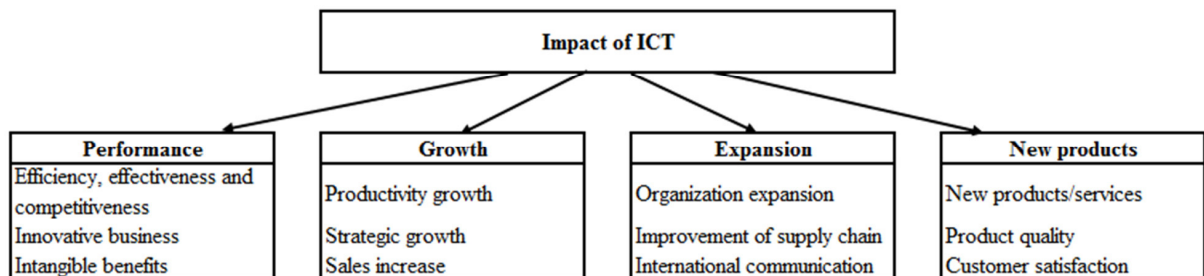 Impact of ICT
Performance
Efficiency, effectiveness and
competitiveness
Innovative business
Intangible benefits
Growth
Productivity growth
Strategic growth
Sales increase
Expansion
Organization expansion
Improvement of supply chain
International communication
New products
New products/services
Product quality
Customer satisfaction